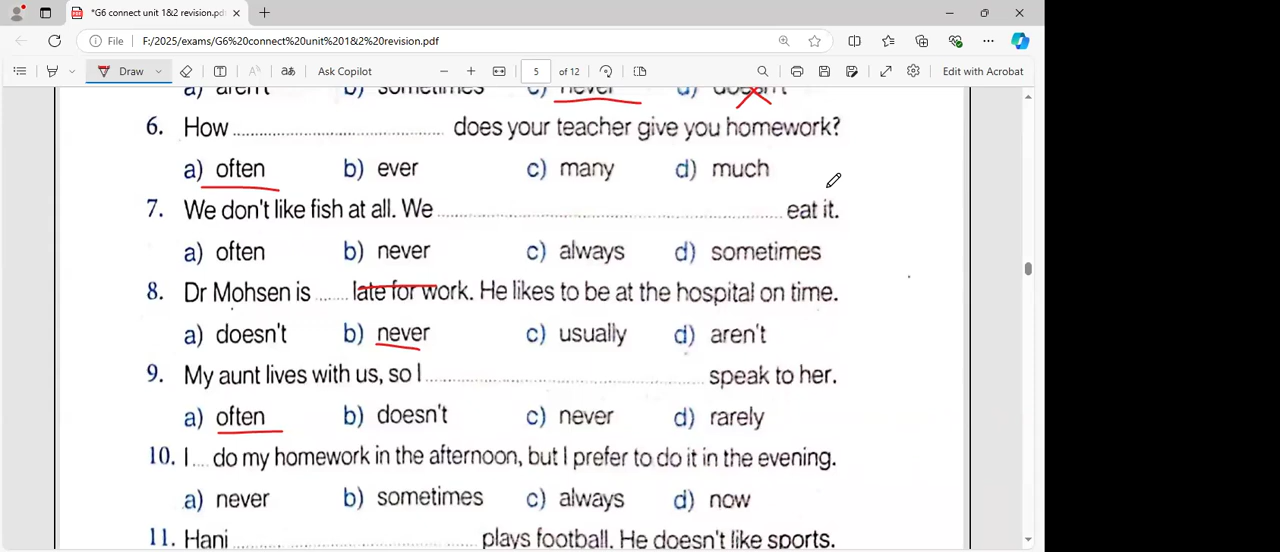 *G6 connect unit 1&2 revision.pdf
File F:/2025/exams/G6%20connect%20unit%201&2%20revision.pdf
Draw Ask Copilot 5 of 12 Edit with Acrobat
a) aren't b) sometimes c) never d) doesn't
6. How ........ does your teacher give you homework?
a) often b) ever c) many d) much
7. We don't like fish at all. We ........ eat it.
a) often b) never c) always d) sometimes
8. Dr Mohsen is ....... late for work. He likes to be at the hospital on time.
a) doesn't b) never c) usually d) aren't
9. My aunt lives with us, so I ........ speak to her.
a) often b) doesn't c) never d) rarely
10. I .... do my homework in the afternoon, but I prefer to do it in the evening.
a) never b) sometimes c) always d) now
11. Hani ........ plays football. He doesn't like sports.